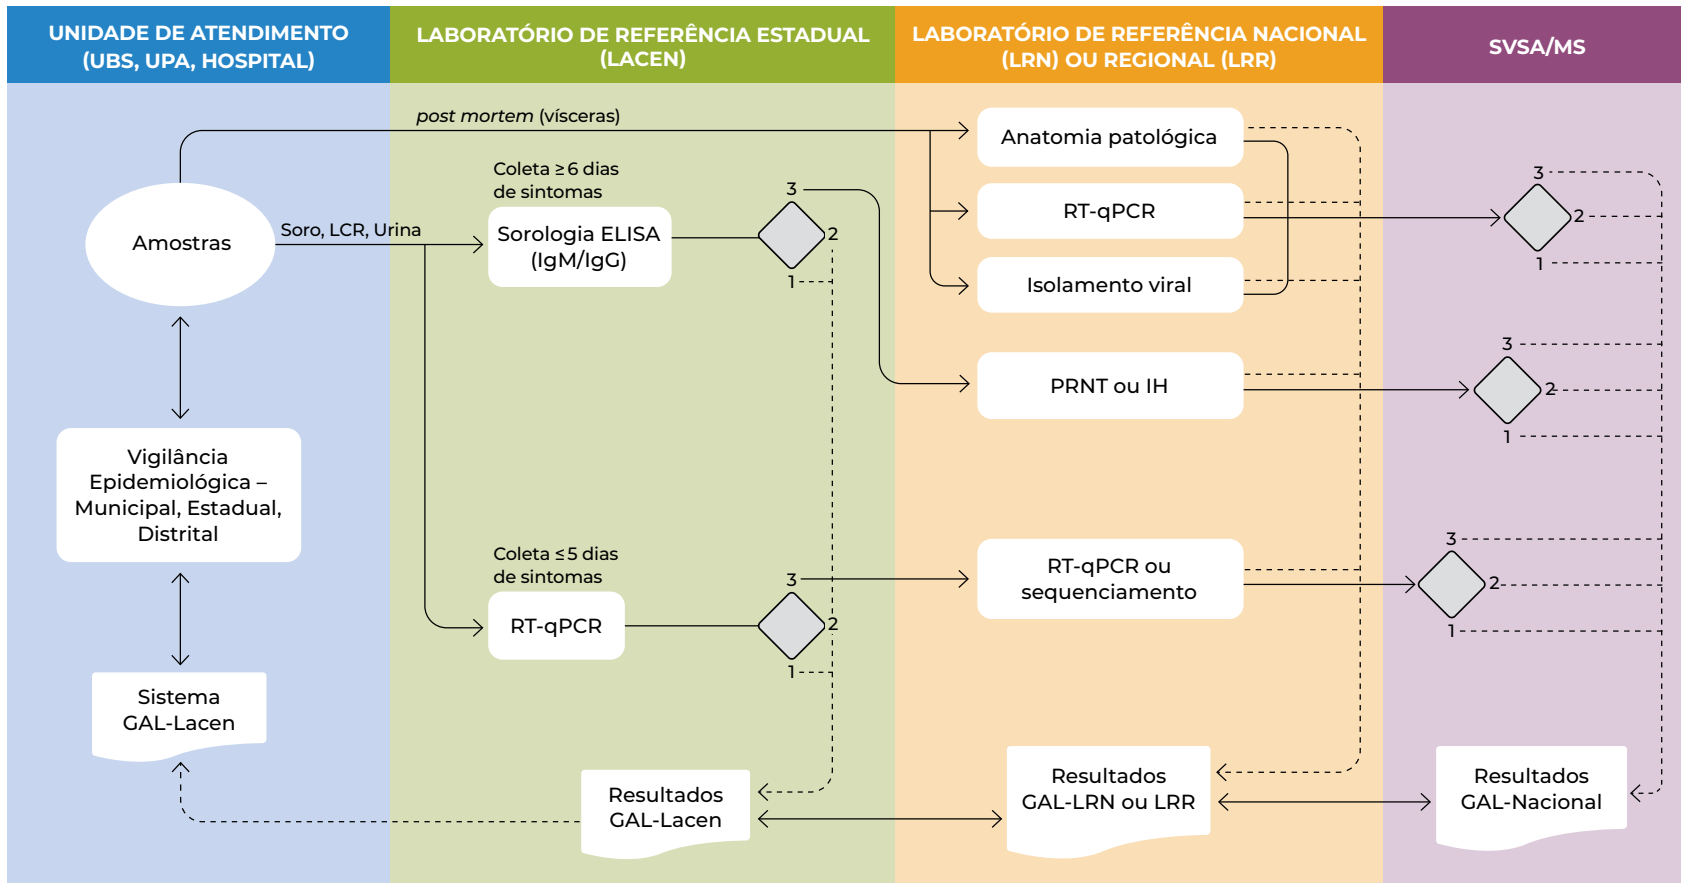 UNIDADE DE ATENDIMENTO
(UBS, UPA, HOSPITAL)
LABORATÓRIO DE REFERÊNCIA ESTADUAL
(LACEN)
LABORATÓRIO DE REFERÊNCIA NACIONAL
(LRN) OU REGIONAL (LRR)
SVSA/MS
post mortem (vísceras)
Amostras
Soro, LCR, Urina
Vigilância
Epidemiológica –
Municipal, Estadual,
Distrital
Sistema
GAL-Lacen
Coleta ≥ 6 dias
de sintomas
Sorologia ELISA
(IgM/IgG)
3
2
1
Coleta ≤ 5 dias
de sintomas
RT-qPCR
3
2
1
Resultados
GAL-Lacen
Anatomia patológica
RT-qPCR
Isolamento viral
PRNT ou IH
RT-qPCR ou
sequenciamento
Resultados
GAL-LRN ou LRR
3
2
1
3
2
1
3
2
1
Resultados
GAL-Nacional